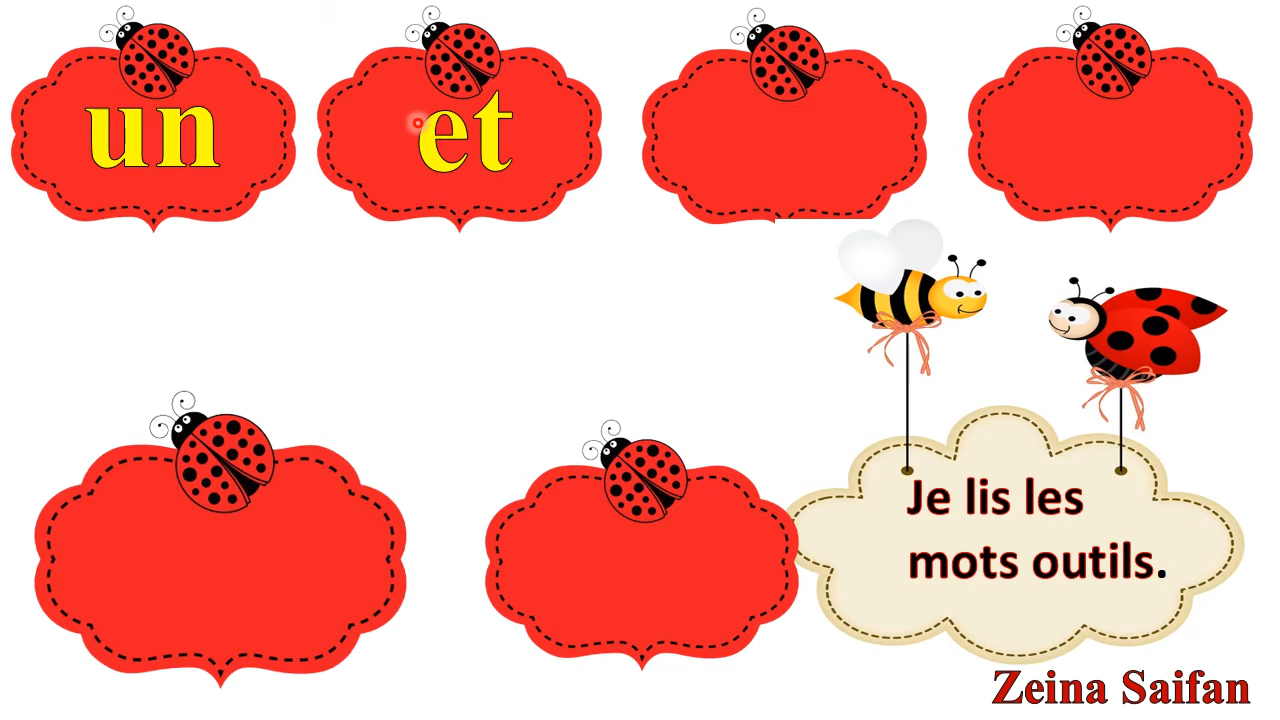 un
et
Je lis les
mots outils.
Zeina Saifan